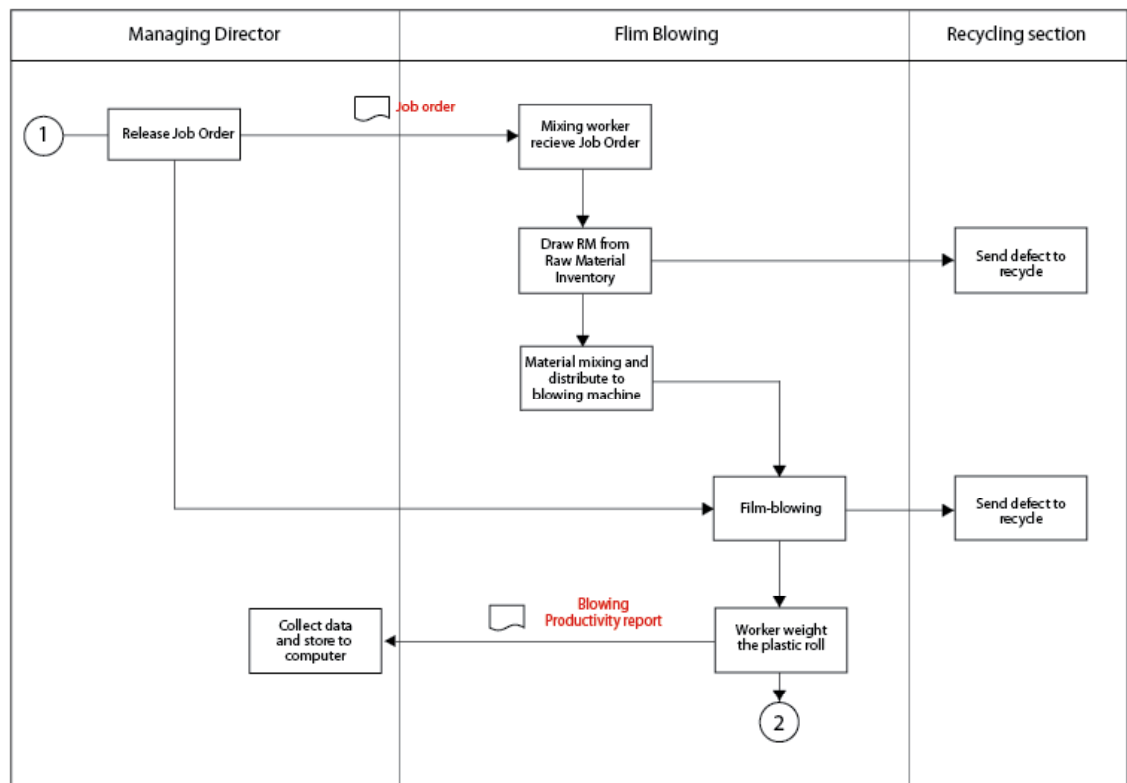 Managing Director
Flim Blowing
Recycling section
1
Release Job Order
Job order
Mixing worker
recieve Job Order
Draw RM from
Raw Material
Inventory
Send defect to
recycle
Material mixing and
distribute to
blowing machine
Film-blowing
Send defect to
recycle
Collect data
and store to
computer
Blowing
Productivity report
Worker weight
the plastic roll
2